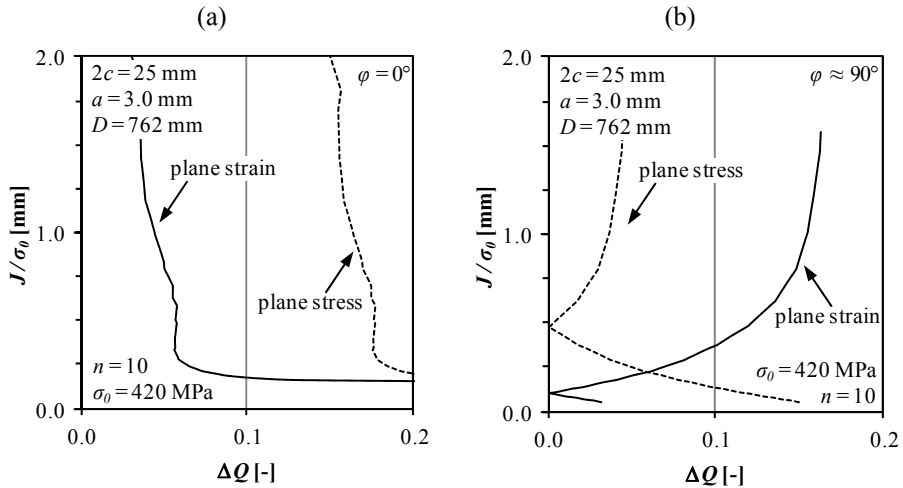 (a)
2.0
1.0
0.0
J/σ0 [mm]
2c = 25 mm
a = 3.0 mm
D = 762 mm
φ = 0°
plane strain
plane stress
n = 10
σ0 = 420 MPa
0.0
0.1
0.2
ΔQ [-]
(b)
2.0
1.0
0.0
J/σ0 [mm]
2c = 25 mm
a = 3.0 mm
D = 762 mm
φ ≈ 90°
plane stress
plane strain
σ0 = 420 MPa
n = 10
0.0
0.1
0.2
ΔQ [-]